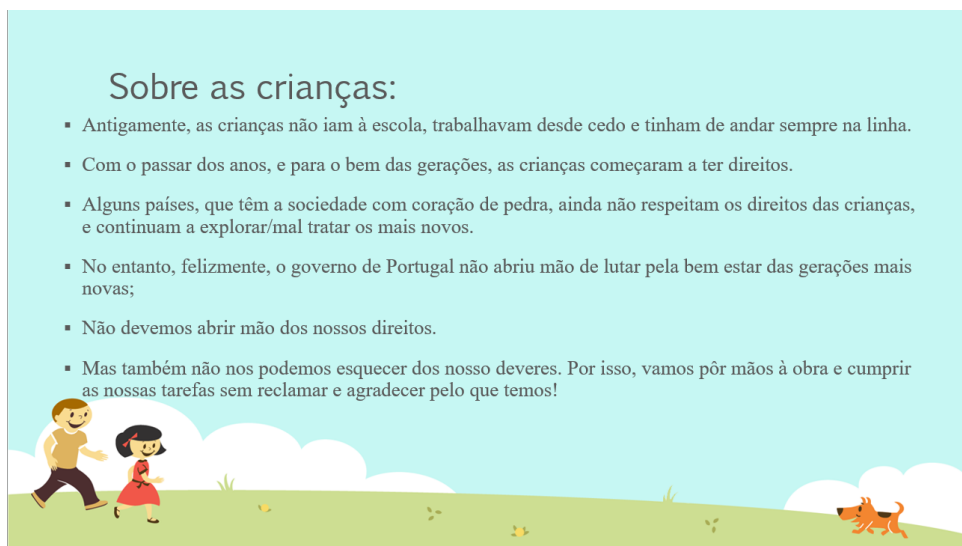 Sobre as crianças:
▪ Antigamente, as crianças não iam à escola, trabalhavam desde cedo e tinham de andar sempre na linha.
▪ Com o passar dos anos, e para o bem das gerações, as crianças começaram a ter direitos.
▪ Alguns países, que têm a sociedade com coração de pedra, ainda não respeitam os direitos das crianças,
e continuam a explorar/mal tratar os mais novos.
▪ No entanto, felizmente, o governo de Portugal não abriu mão de lutar pela bem estar das gerações mais
novas;
▪ Não devemos abrir mão dos nossos direitos.
▪ Mas também não nos podemos esquecer dos nosso deveres. Por isso, vamos pôr mãos à obra e cumprir
as nossas tarefas sem reclamar e agradecer pelo que temos!